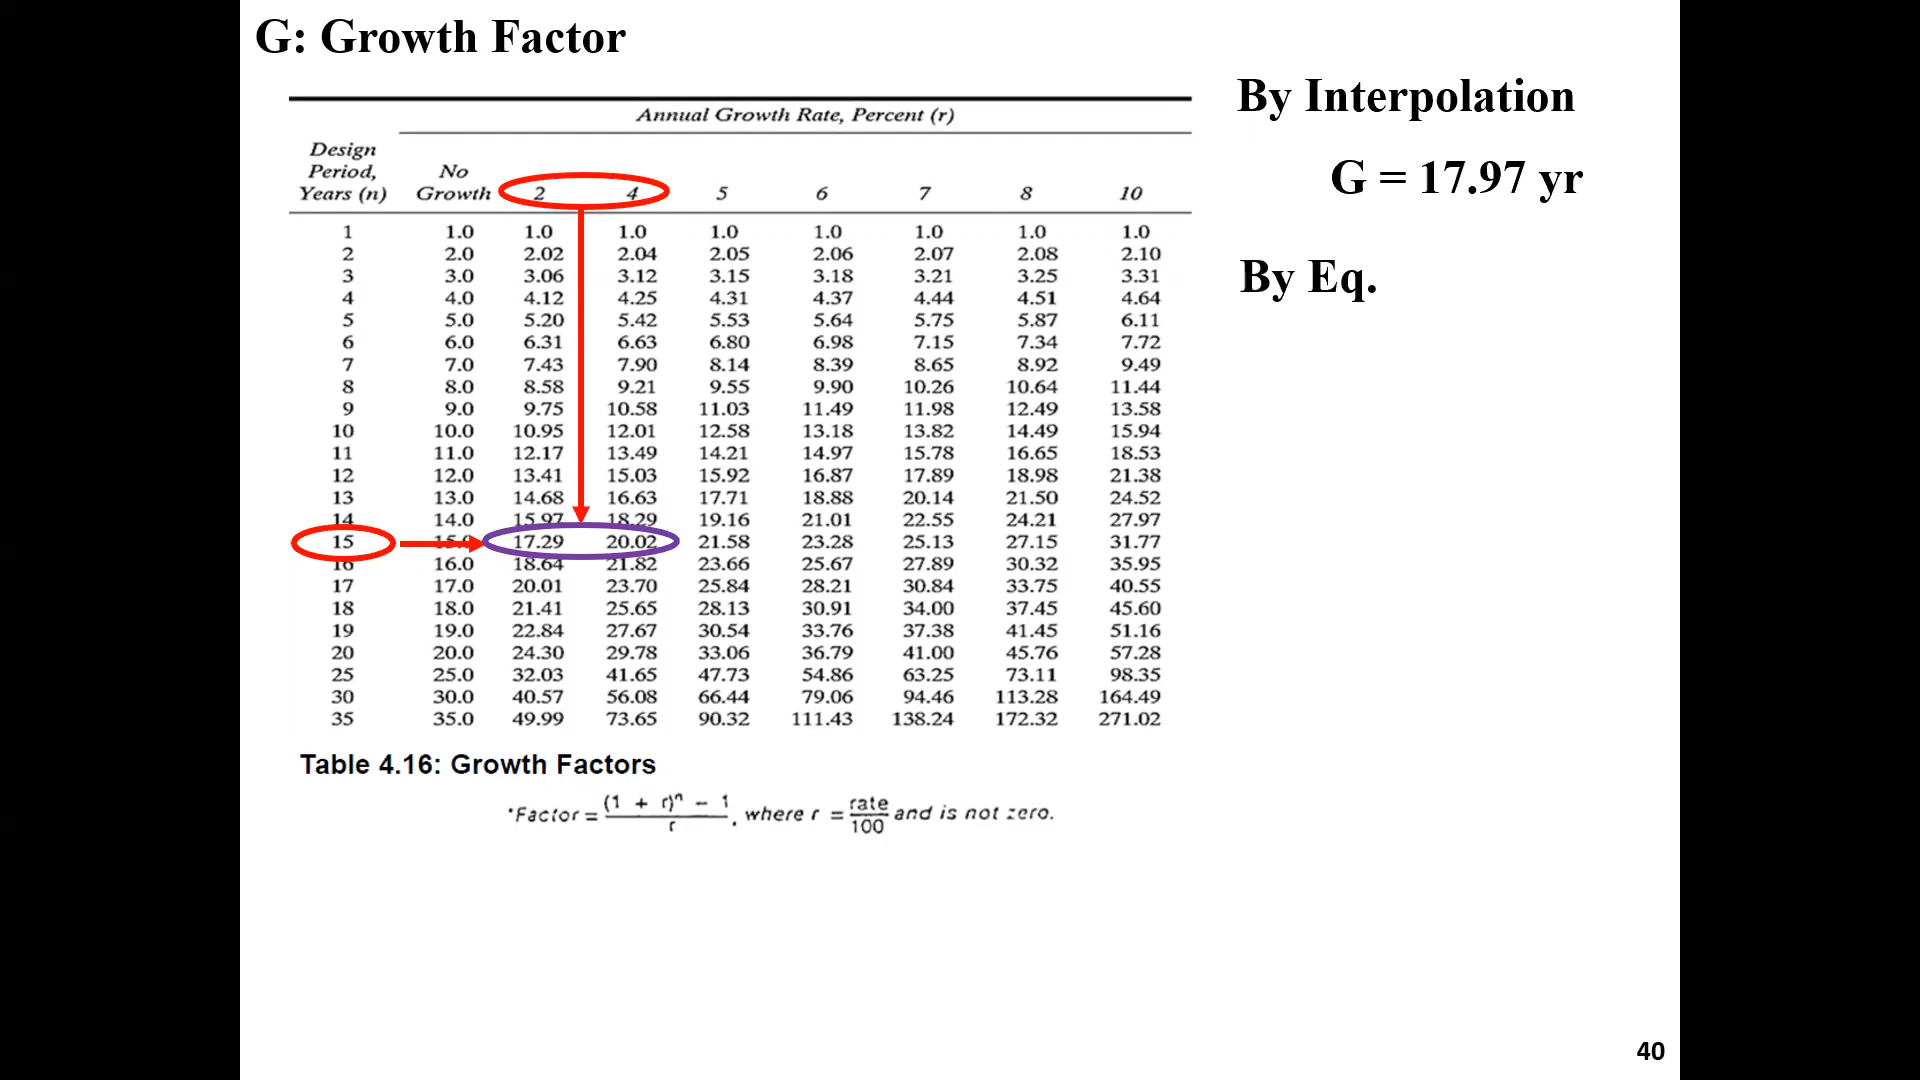 G: Growth Factor
By Interpolation
G = 17.97 yr
By Eq.
Annual Growth Rate, Percent (r)
Design Period, Years (n) No Growth 2 4 5 6 7 8 10
1 1.0 1.0 1.0 1.0 1.0 1.0 1.0 1.0
2 2.0 2.02 2.04 2.05 2.06 2.07 2.08 2.10
3 3.0 3.06 3.12 3.15 3.18 3.21 3.25 3.31
4 4.0 4.12 4.25 4.31 4.37 4.44 4.51 4.64
5 5.0 5.20 5.42 5.53 5.64 5.75 5.87 6.11
6 6.0 6.31 6.63 6.80 6.98 7.15 7.34 7.72
7 7.0 7.43 7.90 8.14 8.39 8.65 8.92 9.49
8 8.0 8.58 9.21 9.55 9.90 10.26 10.64 11.44
9 9.0 9.75 10.58 11.03 11.49 11.98 12.49 13.58
10 10.0 10.95 12.01 12.58 13.18 13.82 14.49 15.94
11 11.0 12.17 13.49 14.21 14.97 15.78 16.65 18.53
12 12.0 13.41 15.03 15.92 16.87 17.89 18.98 21.38
13 13.0 14.68 16.63 17.71 18.88 20.14 21.50 24.52
14 14.0 15.97 18.29 19.16 21.01 22.55 24.21 27.97
15 15.0 17.29 20.02 21.58 23.28 25.13 27.15 31.77
16 16.0 18.64 21.82 23.66 25.67 27.89 30.32 35.95
17 17.0 20.01 23.70 25.84 28.21 30.84 33.75 40.55
18 18.0 21.41 25.65 28.13 30.91 34.00 37.45 45.60
19 19.0 22.84 27.67 30.54 33.76 37.38 41.45 51.16
20 20.0 24.30 29.78 33.06 36.79 41.00 45.76 57.28
25 25.0 32.03 41.65 47.73 54.86 63.25 73.11 98.35
30 30.0 40.57 56.08 66.44 79.06 94.46 113.28 164.49
35 35.0 49.99 73.65 90.32 111.43 138.24 172.32 271.02
Table 4.16: Growth Factors
*Factor = (1 + r)ⁿ − 1 / r, where r = rate / 100 and is not zero.
40